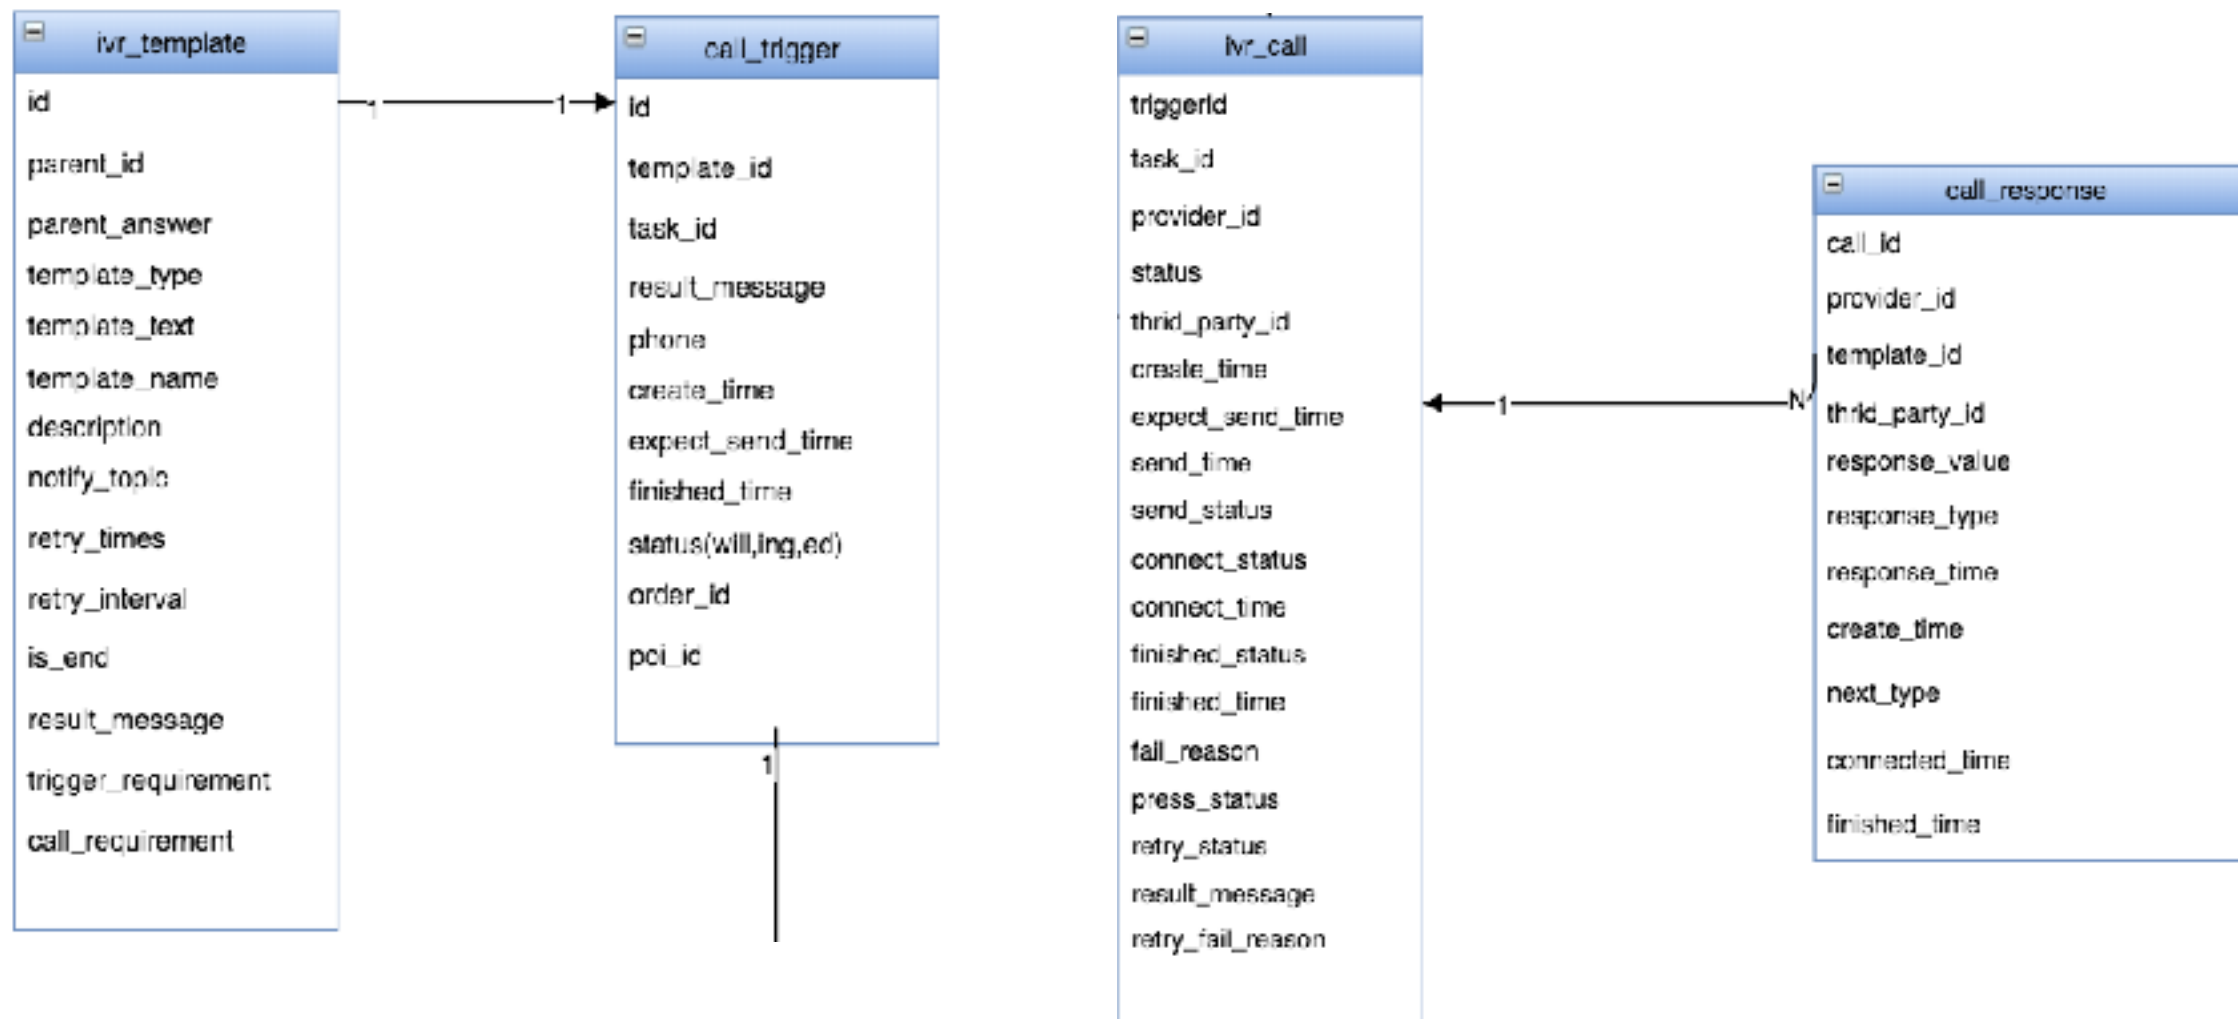 ivr_template
id
parent_id
parent_answer
template_type
template_text
template_name
description
notify_topic
retry_times
retry_interval
is_end
result_message
trigger_requirement
call_requirement
1
1
call_trigger
id
template_id
task_id
result_message
phone
create_time
expect_send_time
finished_time
status(will,ing,ed)
order_id
poi_id
1
ivr_call
triggerid
task_id
provider_id
status
thrid_party_id
create_time
expect_send_time
send_time
send_status
connect_status
connect_time
finished_status
finished_time
fail_reason
press_status
retry_status
result_message
retry_fail_reason
1
N
call_response
call_id
provider_id
template_id
thrid_party_id
response_value
response_type
response_time
create_time
next_type
connected_time
finished_time